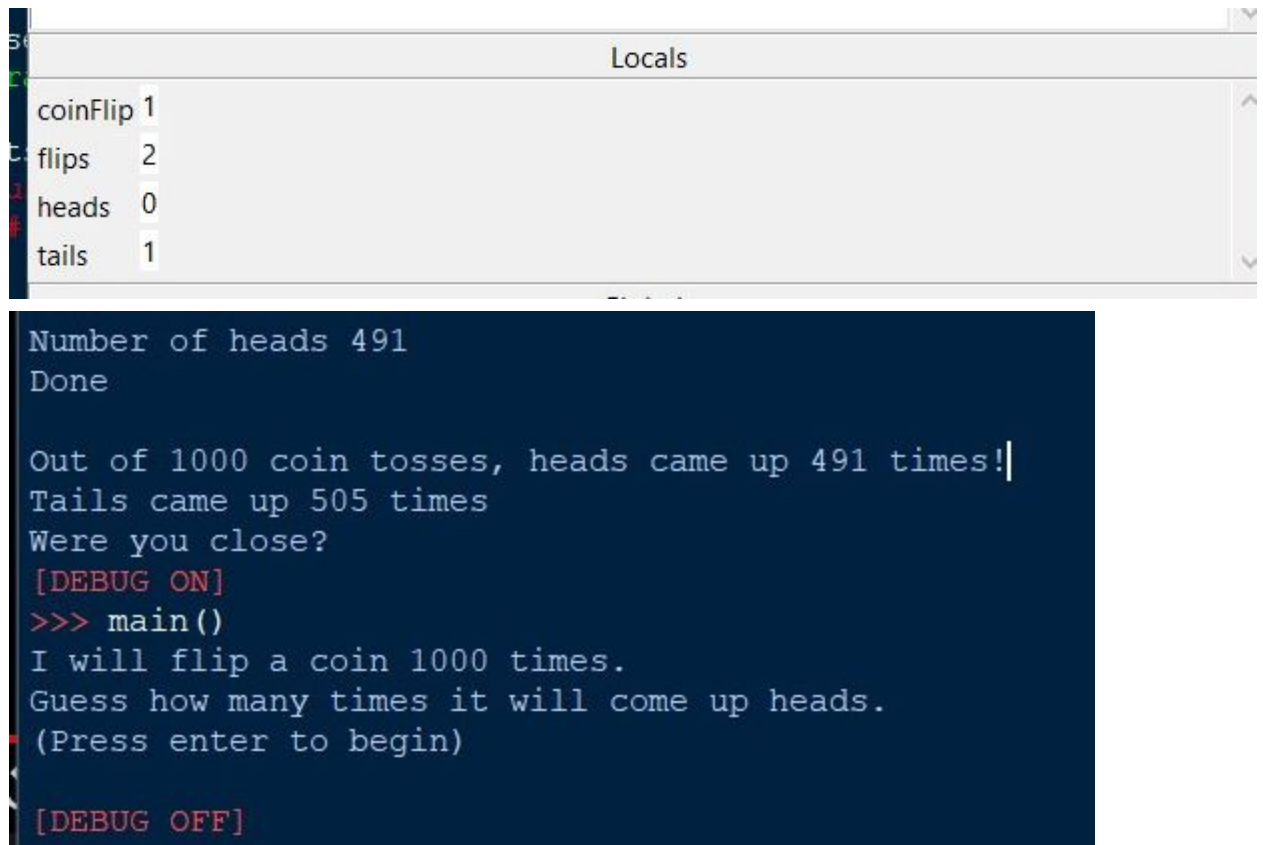 Locals
coinFlip 1
flips 2
heads 0
tails 1
Number of heads 491
Done
Out of 1000 coin tosses, heads came up 491 times!
Tails came up 505 times
Were you close?
[DEBUG ON]
>>> main()
I will flip a coin 1000 times.
Guess how many times it will come up heads.
(Press enter to begin)
[DEBUG OFF]